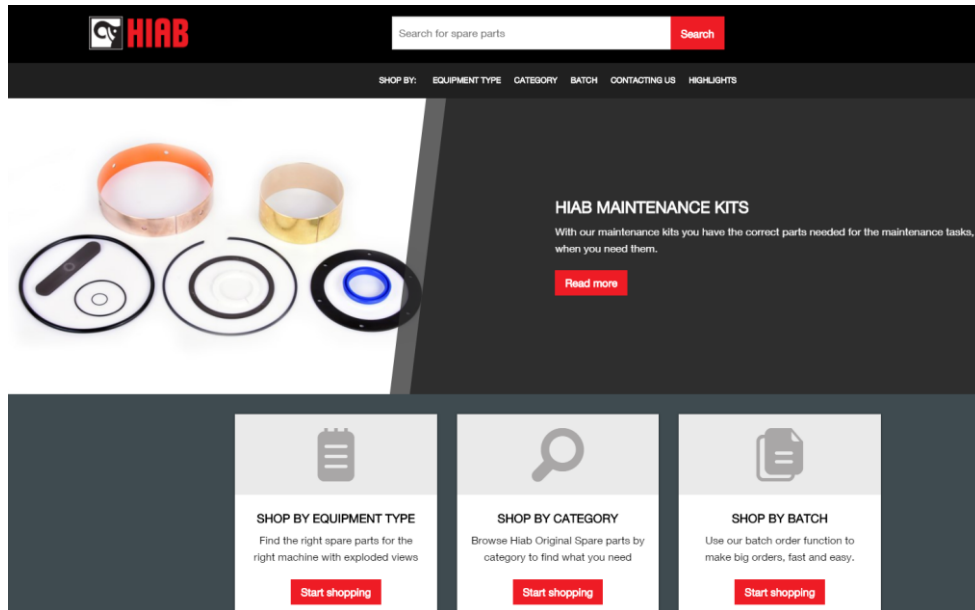 HIAB
Search for spare parts
Search
SHOP BY: EQUIPMENT TYPE CATEGORY BATCH CONTACTING US HIGHLIGHTS
HIAB MAINTENANCE KITS
With our maintenance kits you have the correct parts needed for the maintenance tasks,
when you need them.
Read more
SHOP BY EQUIPMENT TYPE
Find the right spare parts for the
right machine with exploded views
Start shopping
SHOP BY CATEGORY
Browse Hiab Original Spare parts by
category to find what you need
Start shopping
SHOP BY BATCH
Use our batch order function to
make big orders, fast and easy.
Start shopping